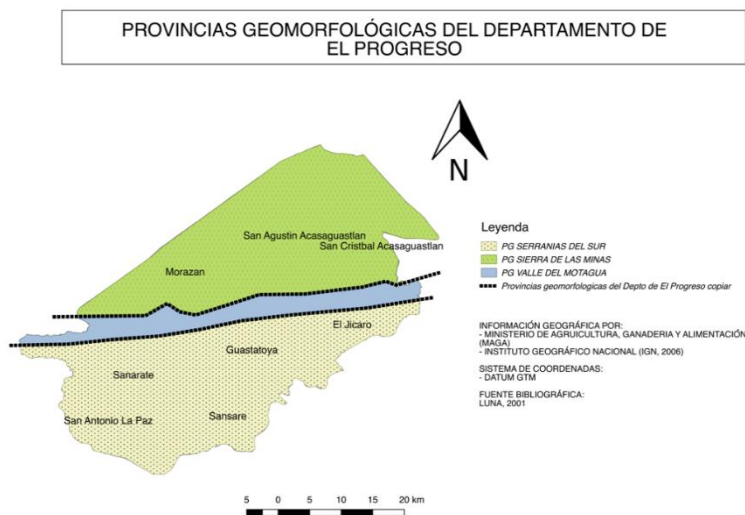 PROVINCIAS GEOMORFOLÓGICAS DEL DEPARTAMENTO DE
EL PROGRESO
N
San Agustin Acasaguastlan
San Cristbal Acasaguastlan
Morazan
El Jicaro
Guastatoya
Sanarate
San Antonio La Paz
Sansare
Leyenda
PG SERRANIAS DEL SUR
PG SIERRA DE LAS MINAS
PG VALLE DEL MOTAGUA
Provincias geomorfologicas del Depto de El Progreso copiar
INFORMACIÓN GEOGRÁFICA POR:
- MINISTERIO DE AGRUICULTURA, GANADERIA Y ALIMENTACIÓN
(MAGA)
- INSTITUTO GEOGRÁFICO NACIONAL (IGN, 2006)
SISTEMA DE COORDENADAS:
- DATUM GTM
FUENTE BIBLIOGRÁFICA:
LUNA, 2001
5 0 5 10 15 20 km